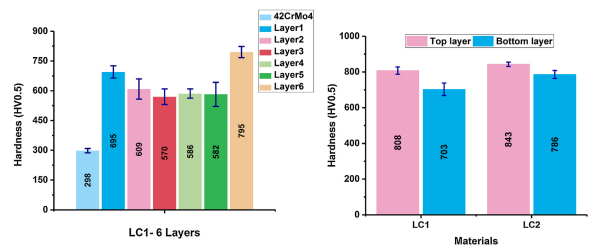 Hardness (HV0.5)
900
750
600
450
300
150
0
42CrMo4
Layer1
Layer2
Layer3
Layer4
Layer5
Layer6
298
695
609
570
586
582
795
LC1- 6 Layers
Hardness (HV0.5)
1000
800
600
400
200
0
Top layer Bottom layer
808
703
843
786
LC1 LC2
Materials